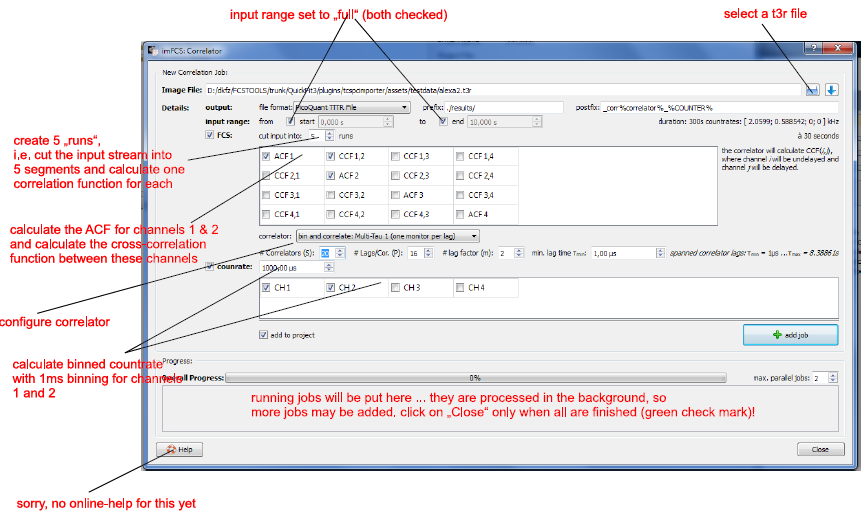 input range set to „full“ (both checked)
select a t3r file
imFCS: Correlator
New Correlation Job:
Image File: D:/dkfz/FCSTOOLS/trunk/QuickFit3/plugins/tcspcimporter/assets/testdata/alexa2.t3r
Details: output: file format: PicoQuant TTTR File prefix: ./results/ postfix: _corr%correlator%_%COUNTER%
input range: from start 0,000 s to end 10,000 s duration: 300s countrates: [ 2.0599; 0.588542; 0; 0 ] kHz
FCS: cut input into: 5 runs à 30 seconds
create 5 „runs“,
i.e, cut the input stream into
5 segments and calculate one
correlation function for each
ACF 1 CCF 1,2 CCF 1,3 CCF 1,4
CCF 2,1 ACF 2 CCF 2,3 CCF 2,4
CCF 3,1 CCF 3,2 ACF 3 CCF 3,4
CCF 4,1 CCF 4,2 CCF 4,3 ACF 4
the correlator will calculate CCF(i,j),
where channel i will be undelayed and
channel j will be delayed.
calculate the ACF for channels 1 & 2
and calculate the cross-correlation
function between these channels
correlator: bin and correlate: Multi-Tau 1 (one monitor per lag)
# Correlators (S): 20 # Lags/Cor. (P): 16 # lag factor (m): 2 min. lag time τmin: 1,00 µs spanned correlator lags: τmin = 1µs ...τmax = 8.38861s
counrate: 1000,00 µs
CH 1 CH 2 CH 3 CH 4
configure correlator
add to project
add job
calculate binned countrate
with 1ms binning for channels
1 and 2
Progress:
Overall Progress: 0% max. parallel jobs: 2
running jobs will be put here ... they are processed in the background, so
more jobs may be added, click on „Close“ only when all are finished (green check mark)!
Help
Close
sorry, no online-help for this yet